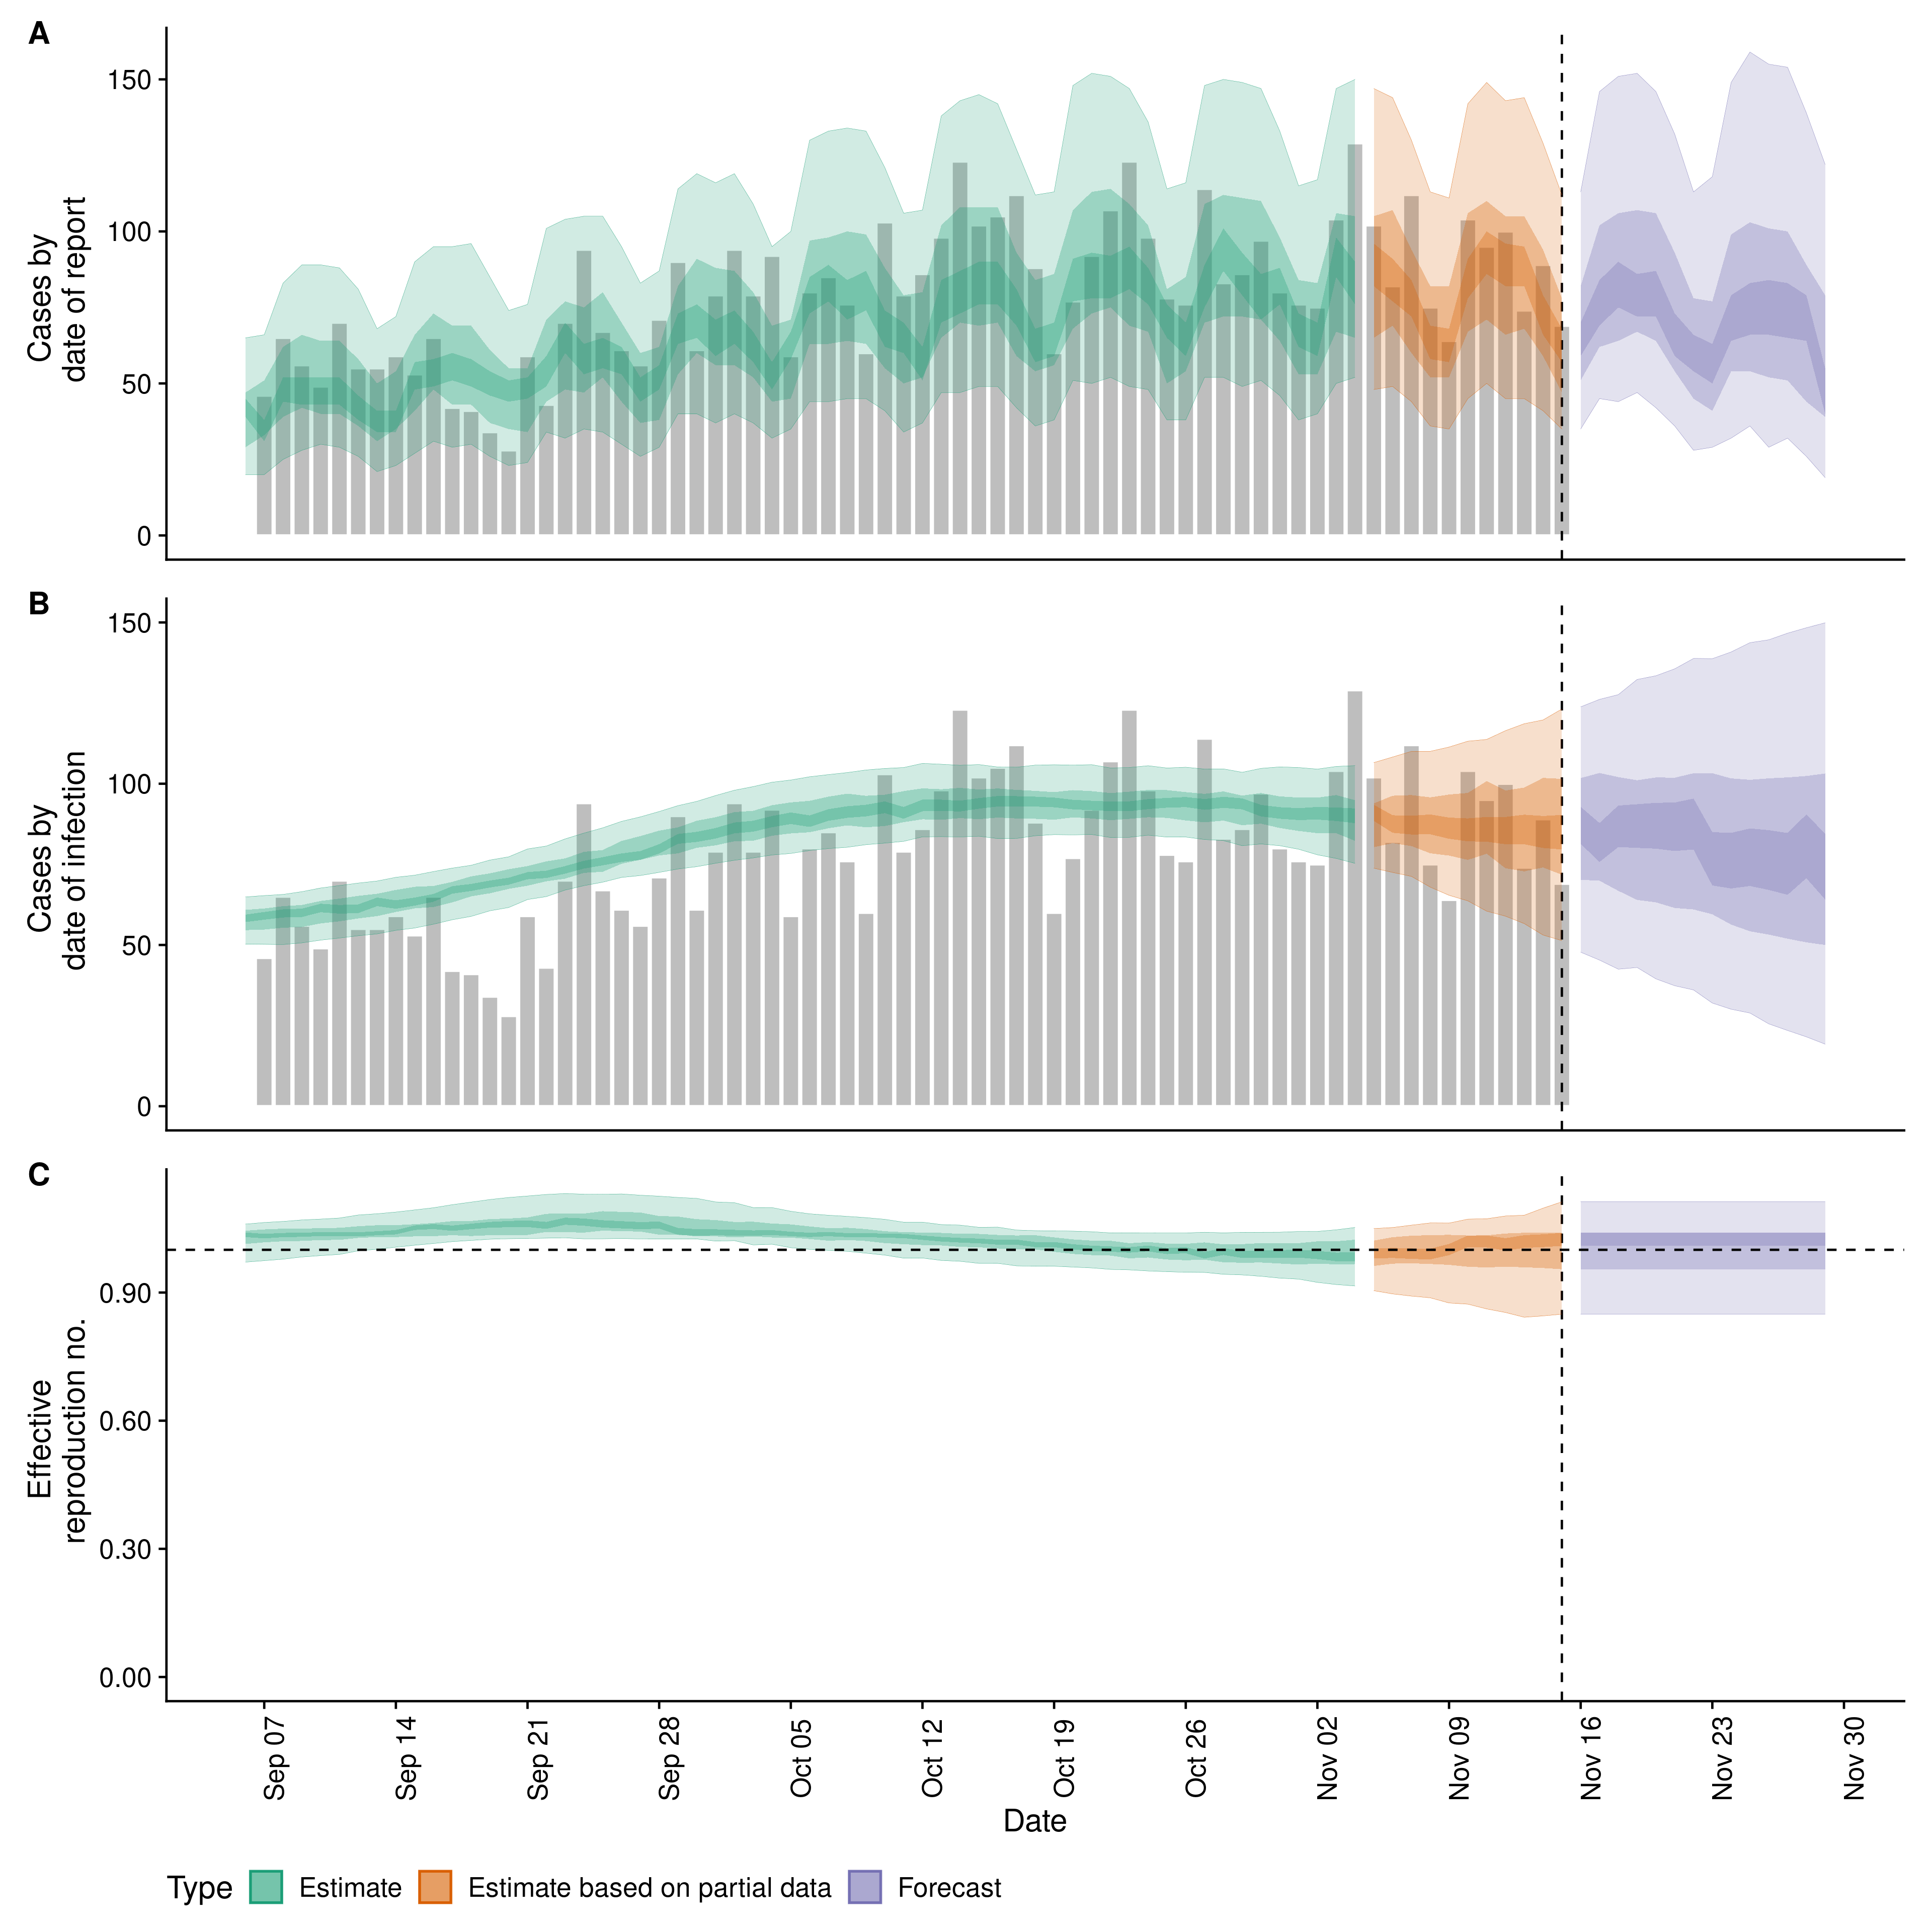 A
150
100
50
0
Cases by
date of report
B
150
100
50
0
Cases by
date of infection
C
0.90
0.60
0.30
0.00
Effective
reproduction no.
Sep 07
Sep 14
Sep 21
Sep 28
Oct 05
Oct 12
Oct 19
Oct 26
Nov 02
Nov 09
Nov 16
Nov 23
Nov 30
Date
Type Estimate Estimate based on partial data Forecast